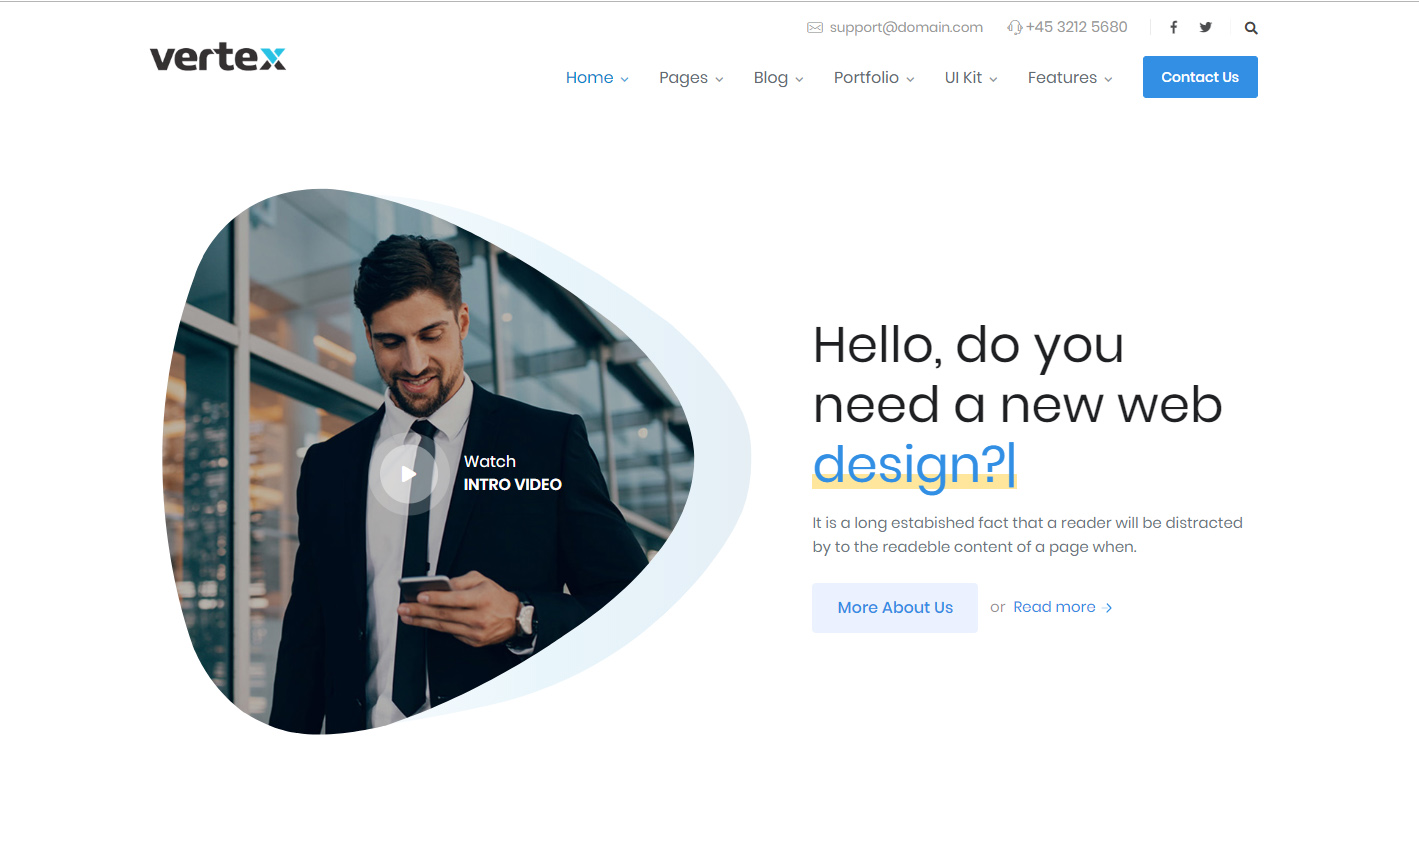 support@domain.com +45 3212 5680
vertex
Home Pages Blog Portfolio UI Kit Features Contact Us
Hello, do you
need a new web
design?|
Watch
INTRO VIDEO
It is a long estabished fact that a reader will be distracted
by to the readeble content of a page when.
More About Us or Read more →